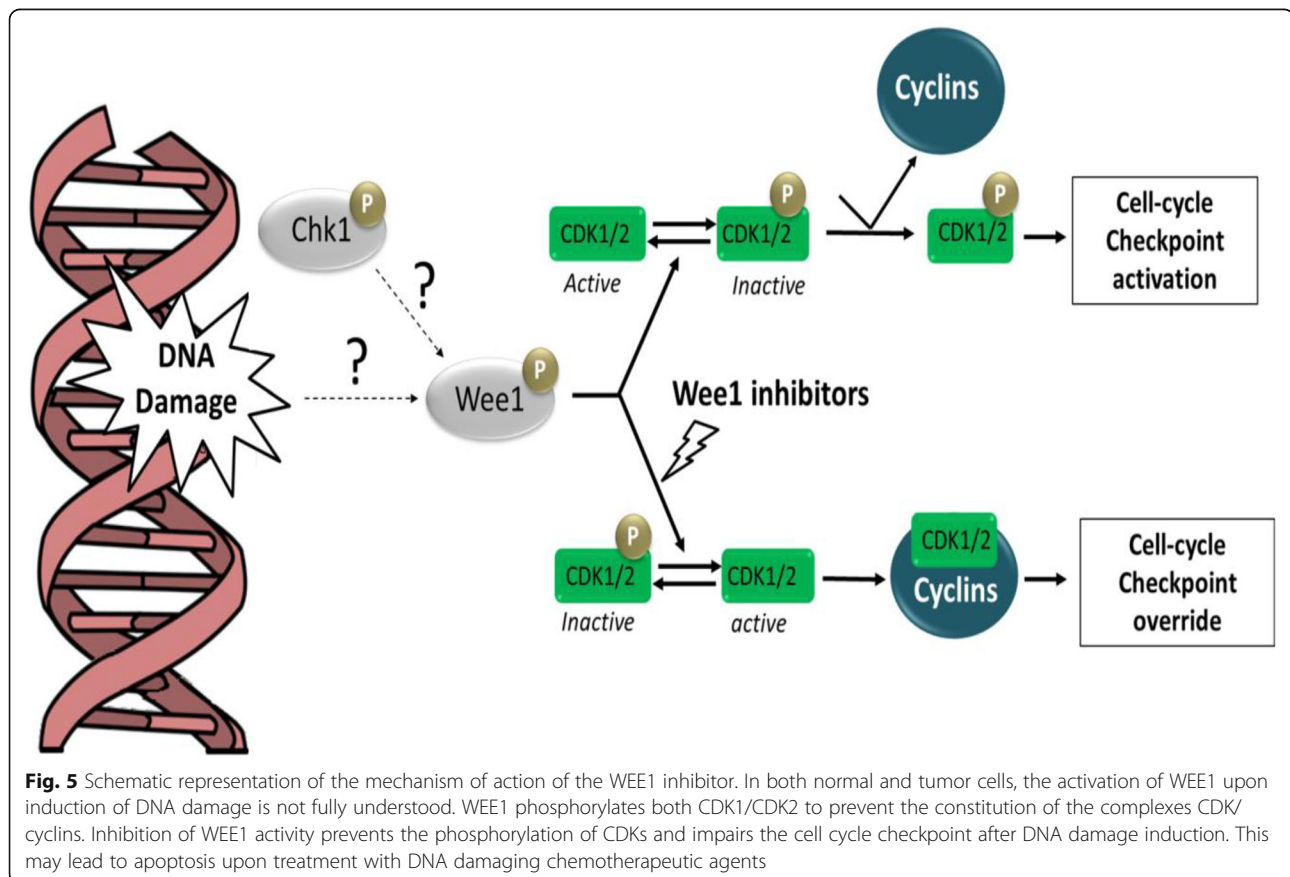 Cyclins
P
Chk1
P
CDK1/2
P
CDK1/2
CDK1/2
Active
Inactive
Cell-cycle
Checkpoint
activation
?
?
DNA
Damage
P
Wee1
Wee1 inhibitors
P
CDK1/2
CDK1/2
Inactive
active
CDK1/2
Cyclins
Cell-cycle
Checkpoint
override
Fig. 5 Schematic representation of the mechanism of action of the WEE1 inhibitor. In both normal and tumor cells, the activation of WEE1 upon
induction of DNA damage is not fully understood. WEE1 phosphorylates both CDK1/CDK2 to prevent the constitution of the complexes CDK/
cyclins. Inhibition of WEE1 activity prevents the phosphorylation of CDKs and impairs the cell cycle checkpoint after DNA damage induction. This
may lead to apoptosis upon treatment with DNA damaging chemotherapeutic agents